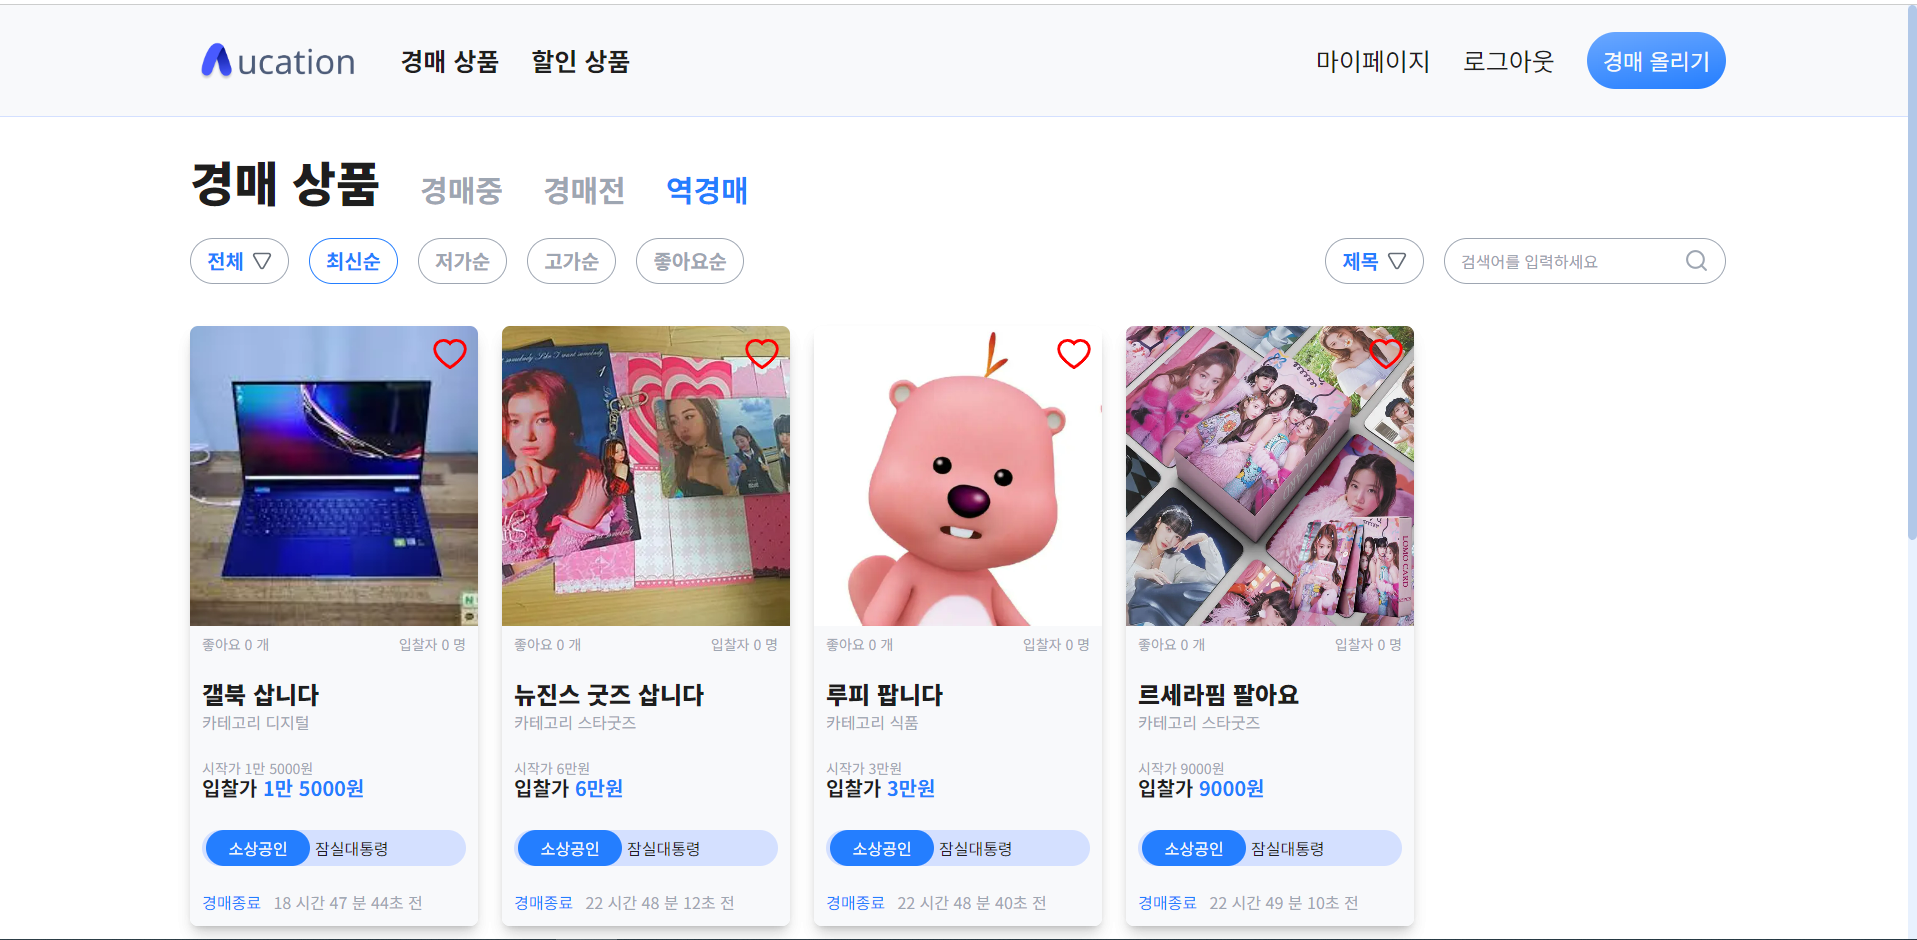 Aucation 경매 상품 할인 상품 마이페이지 로그아웃 경매 올리기
경매 상품 경매중 경매전 역경매
전체 최신순 저가순 고가순 좋아요순 제목 검색어를 입력하세요
좋아요 0 개 입찰자 0 명
갤북 삽니다
카테고리 디지털
시작가 1만 5000원
입찰가 1만 5000원
소상공인 잠실대통령
경매종료 18 시간 47 분 44초 전
좋아요 0 개 입찰자 0 명
뉴진스 굿즈 삽니다
카테고리 스타굿즈
시작가 6만원
입찰가 6만원
소상공인 잠실대통령
경매종료 22 시간 48 분 12초 전
좋아요 0 개 입찰자 0 명
루피 팝니다
카테고리 식품
시작가 3만원
입찰가 3만원
소상공인 잠실대통령
경매종료 22 시간 48 분 40초 전
LOMO CARD
좋아요 0 개 입찰자 0 명
르세라핌 팔아요
카테고리 스타굿즈
시작가 9000원
입찰가 9000원
소상공인 잠실대통령
경매종료 22 시간 49 분 10초 전